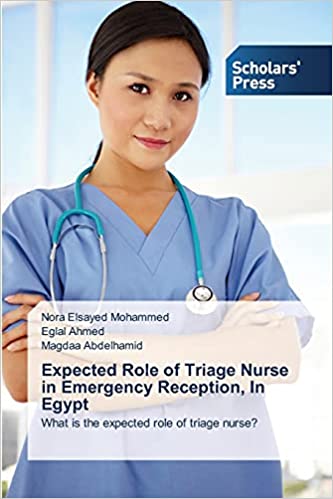 Scholars'
Press
Nora Elsayed Mohammed
Eglal Ahmed
Magdaa Abdelhamid
Expected Role of Triage Nurse
in Emergency Reception, In
Egypt
What is the expected role of triage nurse?